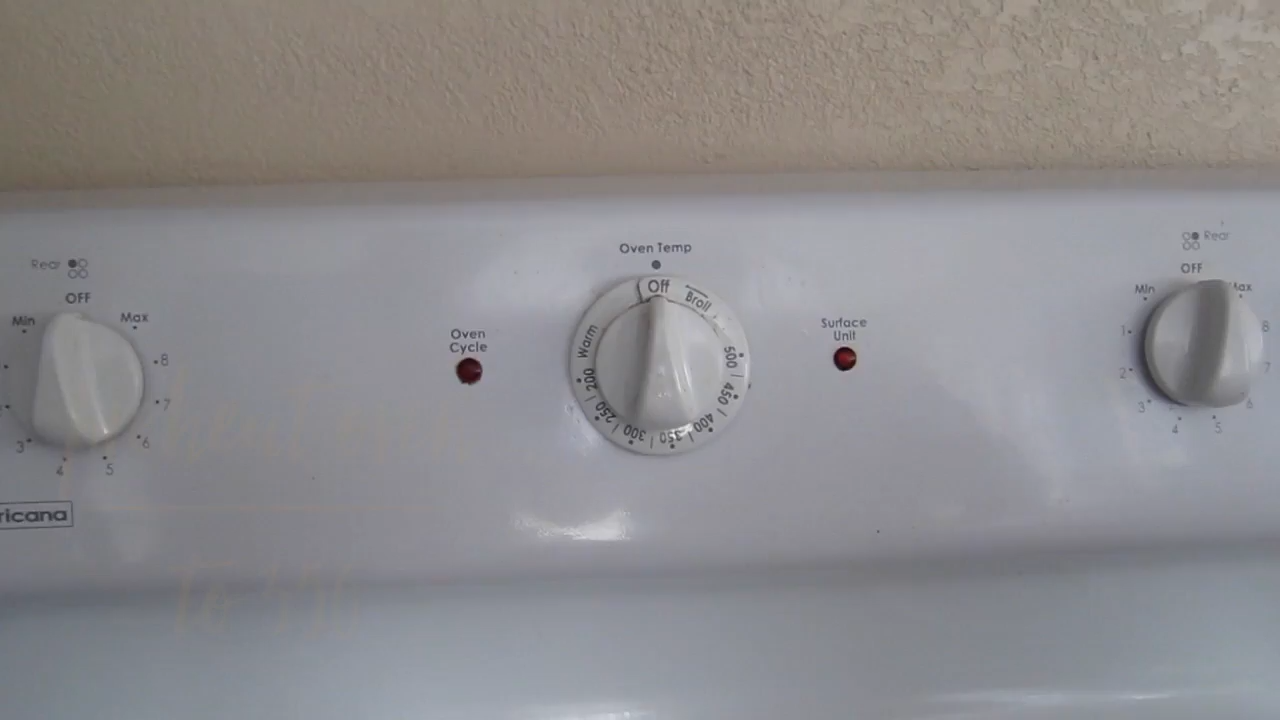 Rear
OFF
Min
Max
8
7
6
5
4
3
ricana
Oven
Cycle
Oven Temp
Off
Broil
500
450
400
350
300
250
200
Warm
Surface
Unit
Rear
OFF
Min
Max
1
2
3
4
5
6
7
8